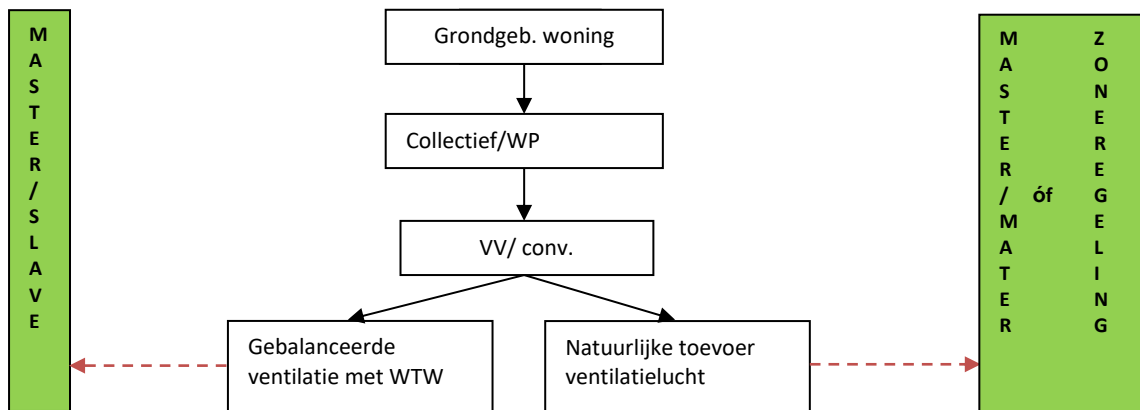 MASTER/SLAVE
Grondgeb. woning
Collectief/WP
VV/ conv.
Gebalanceerde
ventilatie met WTW
Natuurlijke toevoer
ventilatielucht
MASTER/MATER
óf
ZONEREGELING